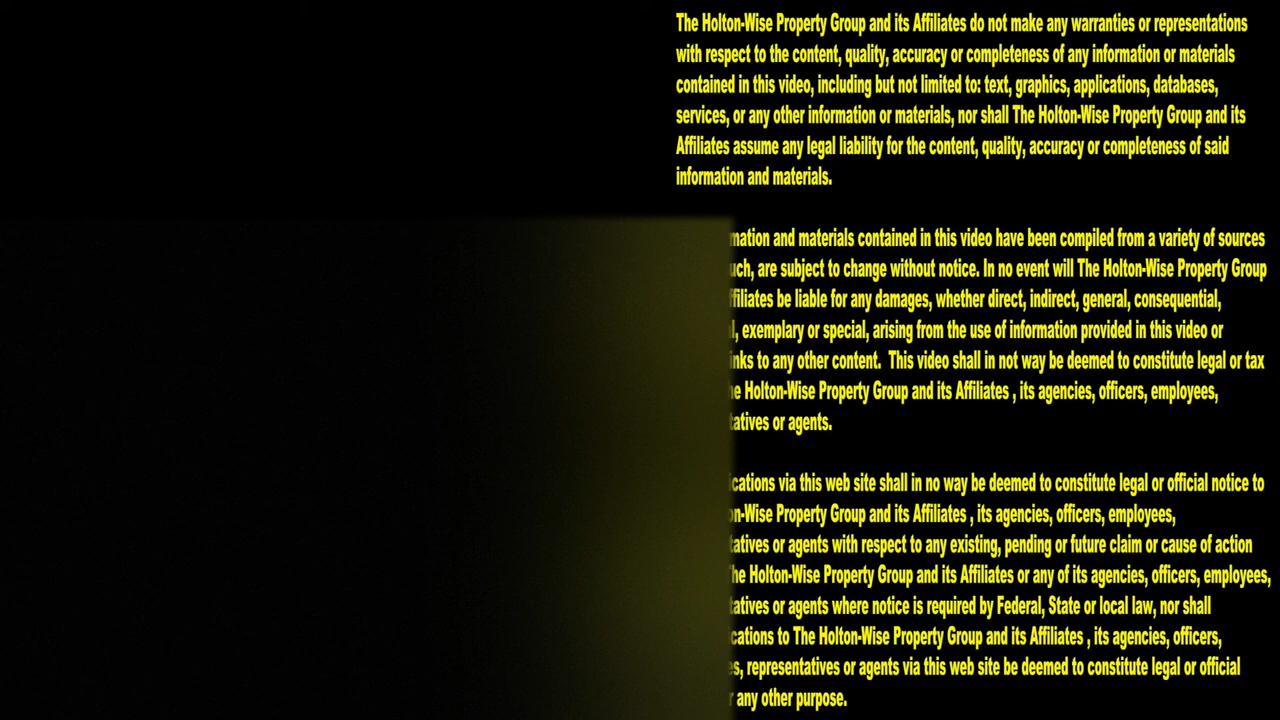 The Holton-Wise Property Group and its Affiliates do not make any warranties or representations
with respect to the content, quality, accuracy or completeness of any information or materials
contained in this video, including but not limited to: text, graphics, applications, databases,
services, or any other information or materials, nor shall The Holton-Wise Property Group and its
Affiliates assume any legal liability for the content, quality, accuracy or completeness of said
information and materials.
and materials contained in this video have been compiled from a variety of sources
are subject to change without notice. In no event will The Holton-Wise Property Group
be liable for any damages, whether direct, indirect, general, consequential,
exemplary or special, arising from the use of information provided in this video or
to any other content. This video shall in not way be deemed to constitute legal or tax
Holton-Wise Property Group and its Affiliates , its agencies, officers, employees,
or agents.
via this web site shall in no way be deemed to constitute legal or official notice to
Property Group and its Affiliates , its agencies, officers, employees,
or agents with respect to any existing, pending or future claim or cause of action
Holton-Wise Property Group and its Affiliates or any of its agencies, officers, employees,
or agents where notice is required by Federal, State or local law, nor shall
to The Holton-Wise Property Group and its Affiliates , its agencies, officers,
representatives or agents via this web site be deemed to constitute legal or official
any other purpose.